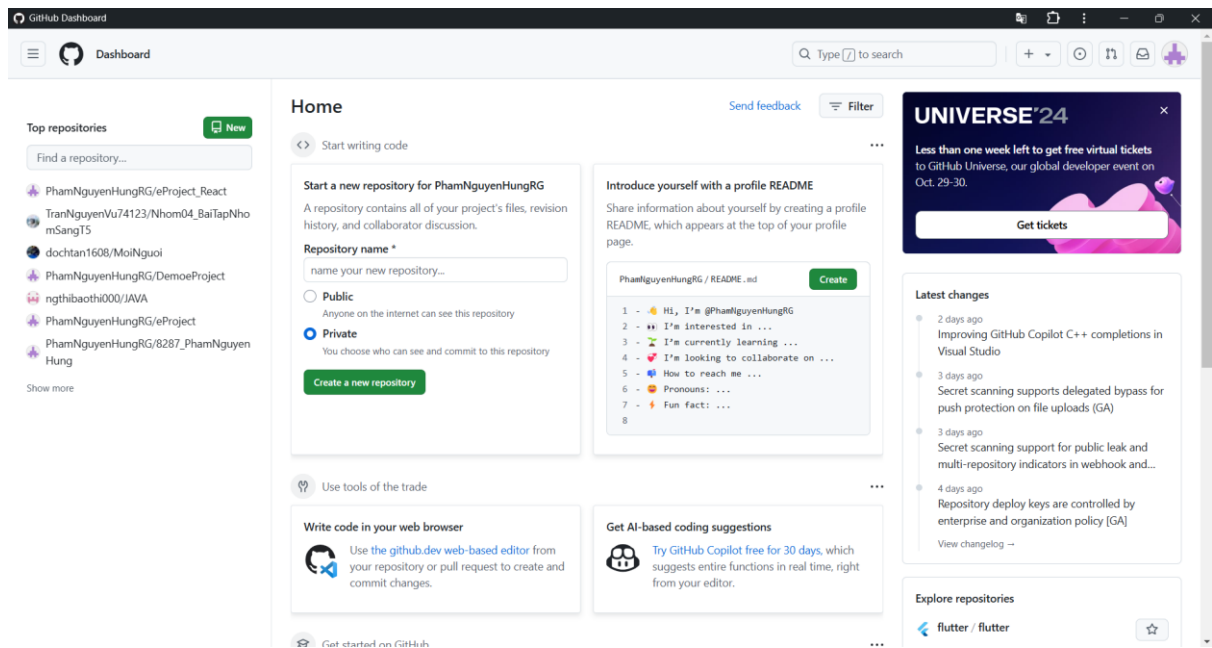 GitHub Dashboard
Dashboard
Type / to search
Top repositories
New
Find a repository...
PhamNguyenHungRG/eProject_React
TranNguyenVu74123/Nhom04_BaiTapNho
mSangT5
dochtan1608/MoiNguoi
PhamNguyenHungRG/DemoeProject
ngthibaothi000/JAVA
PhamNguyenHungRG/eProject
PhamNguyenHungRG/8287_PhamNguyen
Hung
Show more
Home
Send feedback
Filter
Start writing code
Start a new repository for PhamNguyenHungRG
A repository contains all of your project's files, revision
history, and collaborator discussion.
Repository name *
name your new repository...
Public
Anyone on the internet can see this repository
Private
You choose who can see and commit to this repository
Create a new repository
Introduce yourself with a profile README
Share information about yourself by creating a profile
README, which appears at the top of your profile
page.
PhamNguyenHungRG / README.md
Create
1 - 👋 Hi, I'm @PhamNguyenHungRG
2 - 👀 I'm interested in ...
3 - 🌱 I'm currently learning ...
4 - 💞️ I'm looking to collaborate on ...
5 - 📫 How to reach me ...
6 - 😄 Pronouns: ...
7 - ⚡ Fun fact: ...
8
Use tools of the trade
Write code in your web browser
Use the github.dev web-based editor from
your repository or pull request to create and
commit changes.
Get AI-based coding suggestions
Try GitHub Copilot free for 30 days, which
suggests entire functions in real time, right
from your editor.
Get started on GitHub
UNIVERSE'24
Less than one week left to get free virtual tickets
to GitHub Universe, our global developer event on
Oct. 29-30.
Get tickets
Latest changes
2 days ago
Improving GitHub Copilot C++ completions in
Visual Studio
3 days ago
Secret scanning supports delegated bypass for
push protection on file uploads (GA)
3 days ago
Secret scanning support for public leak and
multi-repository indicators in webhook and...
4 days ago
Repository deploy keys are controlled by
enterprise and organization policy [GA]
View changelog →
Explore repositories
flutter / flutter